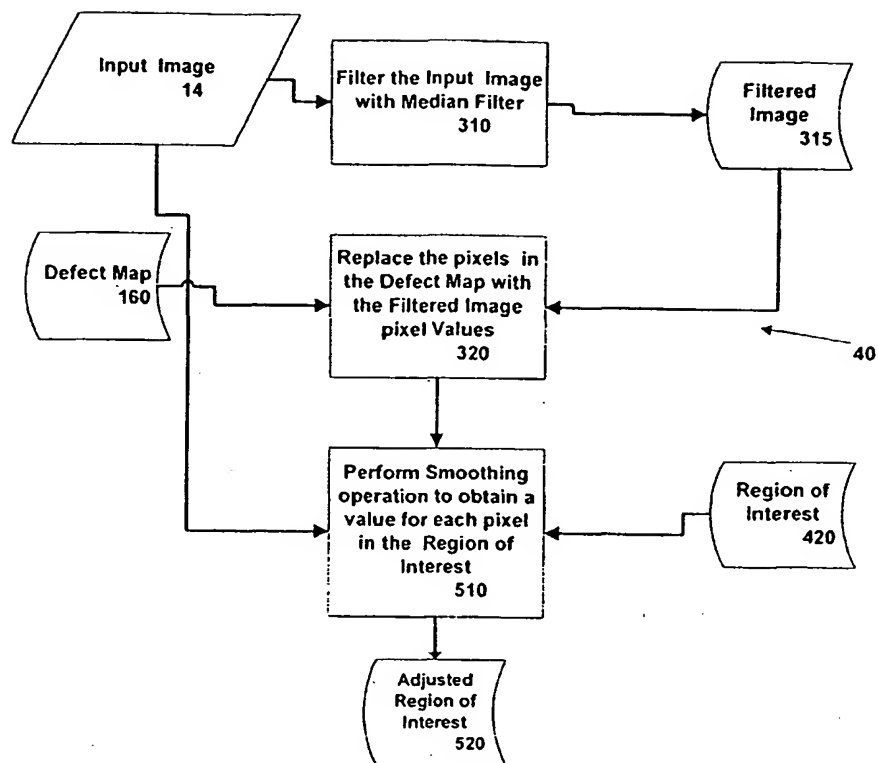 Input Image
14
Filter the Input Image
with Median Filter
310
Filtered
Image
315
Defect Map
160
Replace the pixels in
the Defect Map with
the Filtered Image
pixel Values
320
40
Perform Smoothing
operation to obtain a
value for each pixel
in the Region of
Interest
510
Region of
Interest
420
Adjusted
Region of
Interest
520